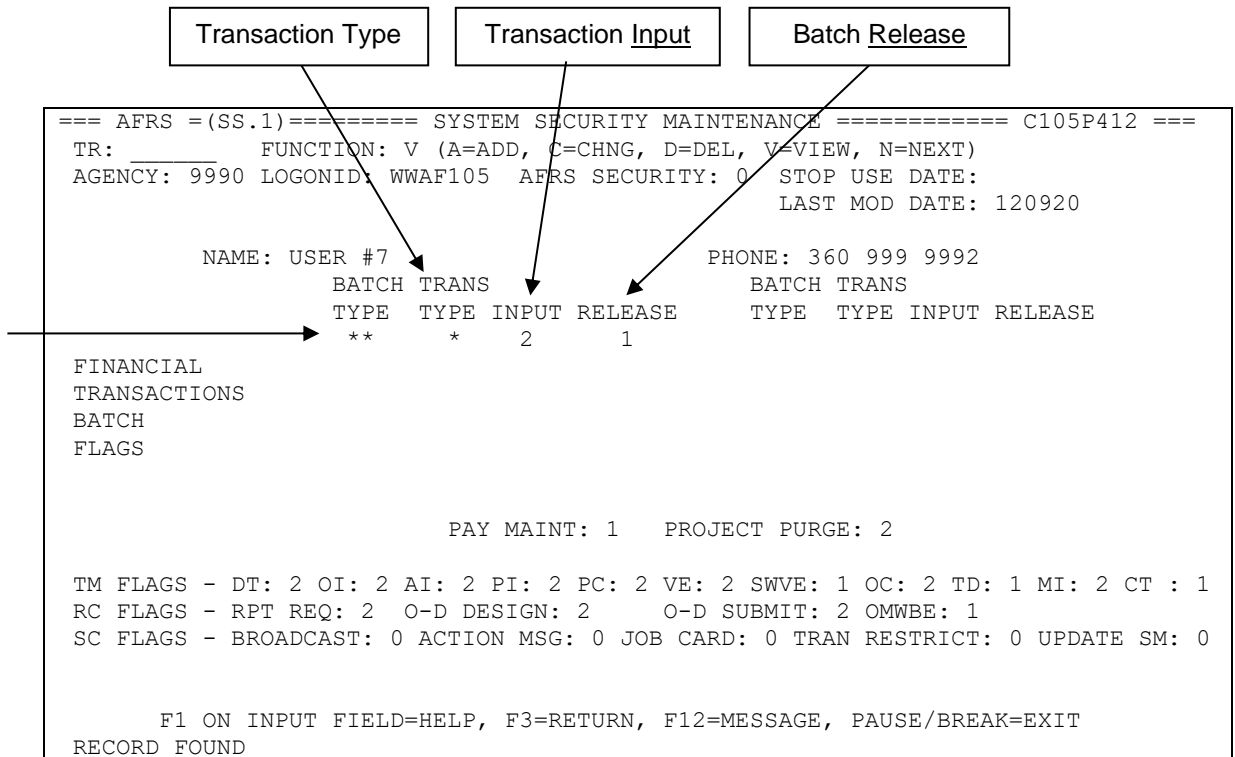 Transaction Type Transaction Input Batch Release
=== AFRS =(SS.1)========= SYSTEM SECURITY MAINTENANCE ============ C105P412 ===
TR: ______ FUNCTION: V (A=ADD, C=CHNG, D=DEL, V=VIEW, N=NEXT)
AGENCY: 9990 LOGONID: WWAF105 AFRS SECURITY: 0 STOP USE DATE:
LAST MOD DATE: 120920
NAME: USER #7 PHONE: 360 999 9992
BATCH TRANS BATCH TRANS
TYPE TYPE INPUT RELEASE TYPE TYPE INPUT RELEASE
** * 2 1
FINANCIAL
TRANSACTIONS
BATCH
FLAGS
PAY MAINT: 1 PROJECT PURGE: 2
TM FLAGS - DT: 2 OI: 2 AI: 2 PI: 2 PC: 2 VE: 2 SWVE: 1 OC: 2 TD: 1 MI: 2 CT : 1
RC FLAGS - RPT REQ: 2 O-D DESIGN: 2 O-D SUBMIT: 2 OMWBE: 1
SC FLAGS - BROADCAST: 0 ACTION MSG: 0 JOB CARD: 0 TRAN RESTRICT: 0 UPDATE SM: 0
F1 ON INPUT FIELD=HELP, F3=RETURN, F12=MESSAGE, PAUSE/BREAK=EXIT
RECORD FOUND